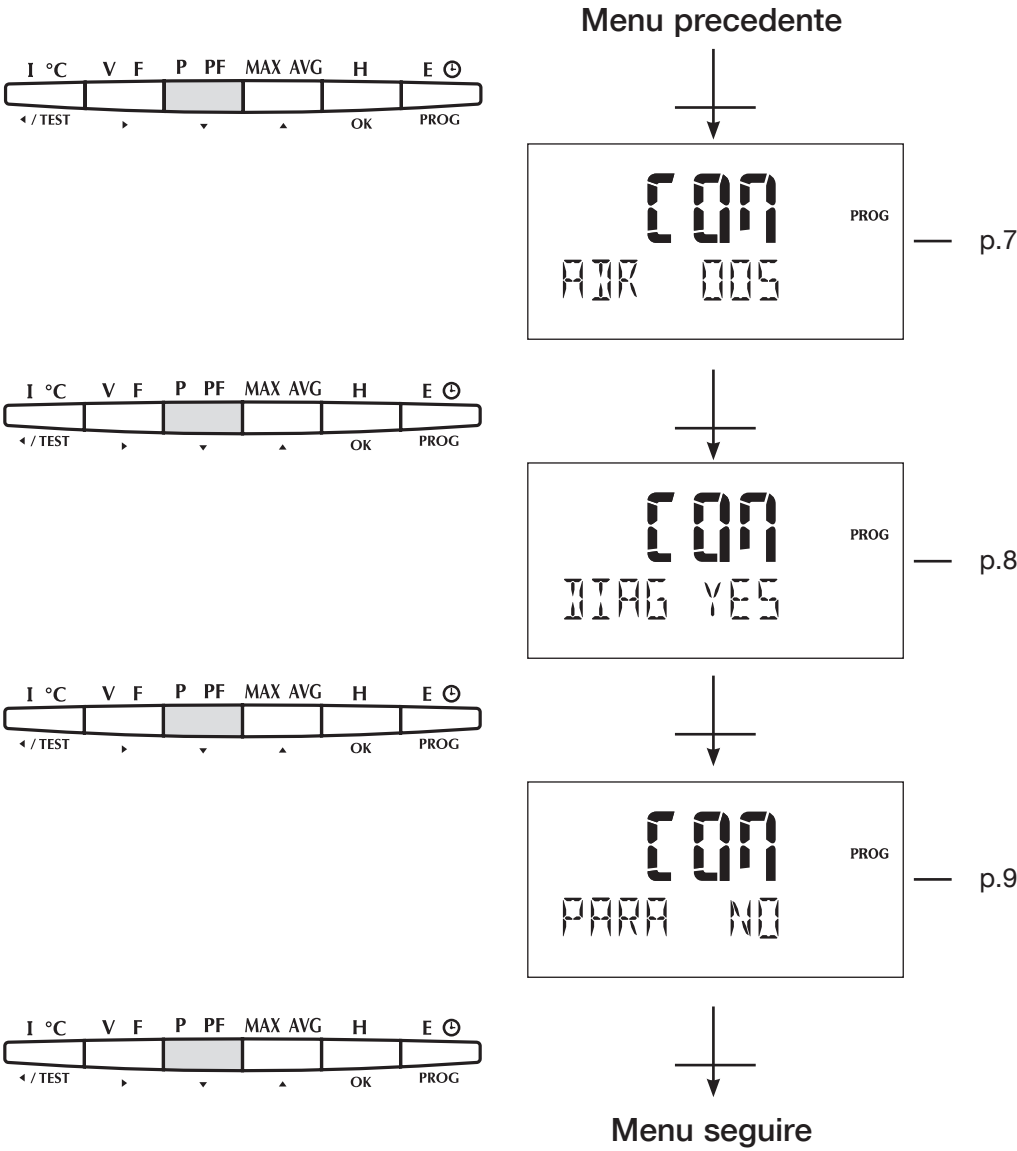 Menu precedente
I °C V F P PF MAX AVG H E
/ TEST OK PROG
COM
PROG
p.7
ADR 005
I °C V F P PF MAX AVG H E
/ TEST OK PROG
COM
PROG
p.8
DIAG YES
I °C V F P PF MAX AVG H E
/ TEST OK PROG
COM
PROG
p.9
PARA NO
I °C V F P PF MAX AVG H E
/ TEST OK PROG
Menu seguire